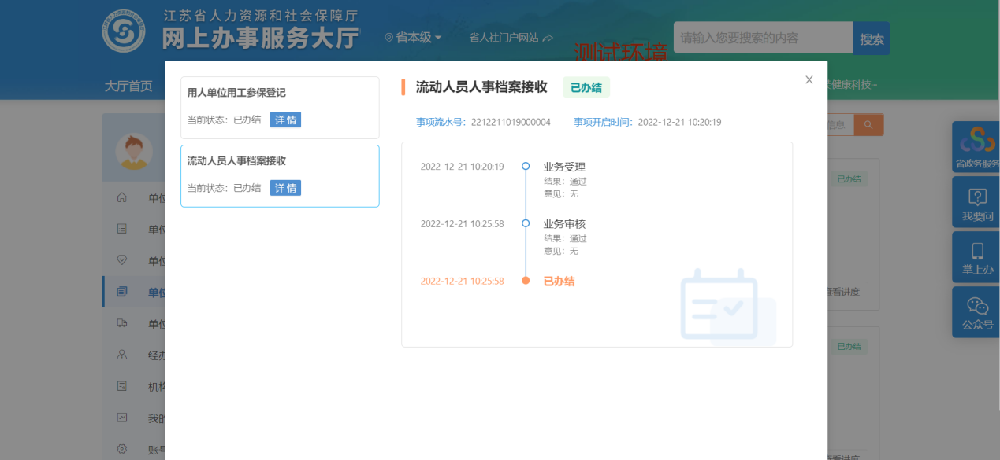 江苏省人力资源和社会保障厅
网上办事服务大厅
省本级
省人社门户网站
测试环境
请输入您要搜索的内容
搜索
大厅首页
健康科技...
用人单位用工参保登记
当前状态：已办结 详情
流动人员人事档案接收
当前状态：已办结 详情
流动人员人事档案接收 已办结
事项流水号：2212211019000004 事项开启时间：2022-12-21 10:20:19
2022-12-21 10:20:19 业务受理
结果：通过
意见：无
2022-12-21 10:25:58 业务审核
结果：通过
意见：无
2022-12-21 10:25:58 已办结
单位
单位
单位
单位
单位
经办
机构
我的
账号
信息
已办结
查看进度
已办结
查看进度
省政务服务
我要问
掌上办
公众号